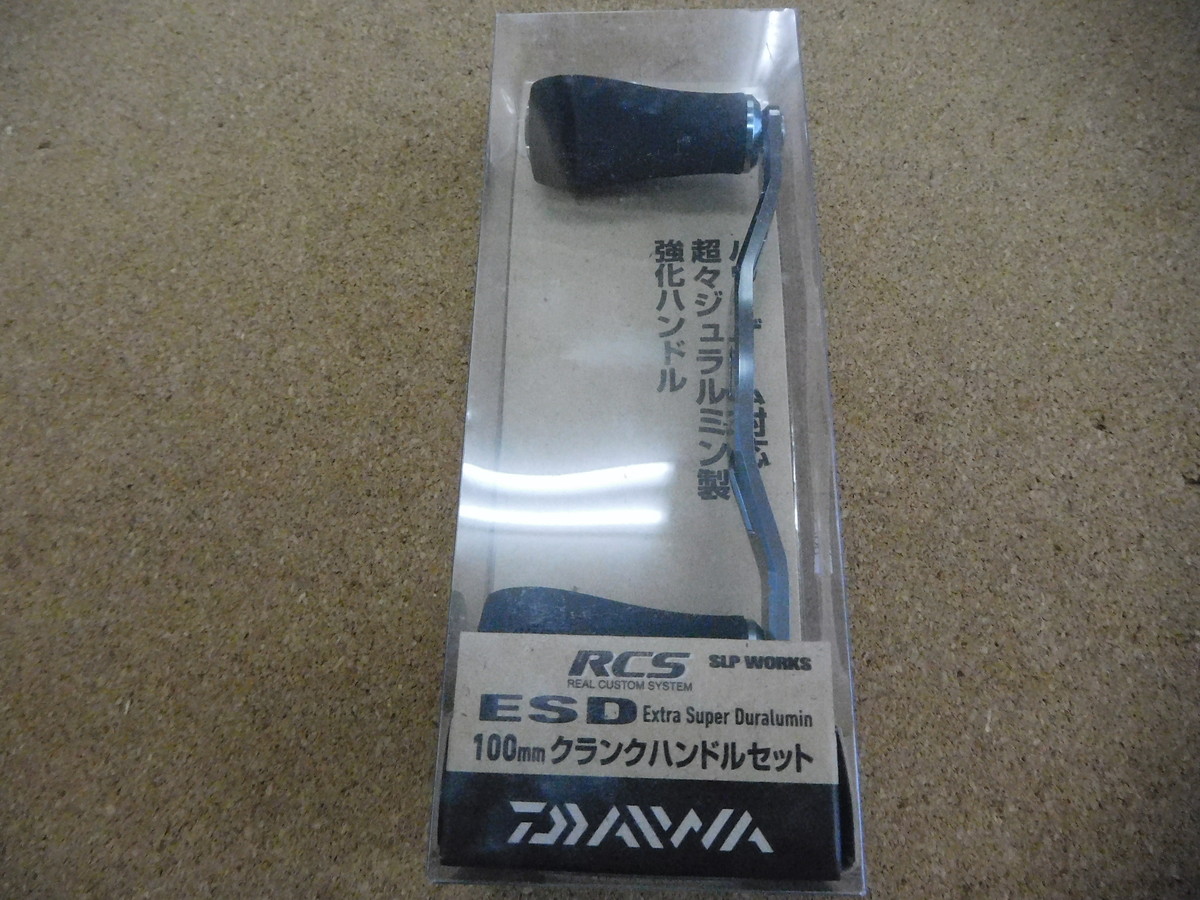 超々ジュラルミン製
強化ハンドル
RCS SLP WORKS
REAL CUSTOM SYSTEM
ESD Extra Super Duralumin
100mm クランクハンドルセット
DAIWA